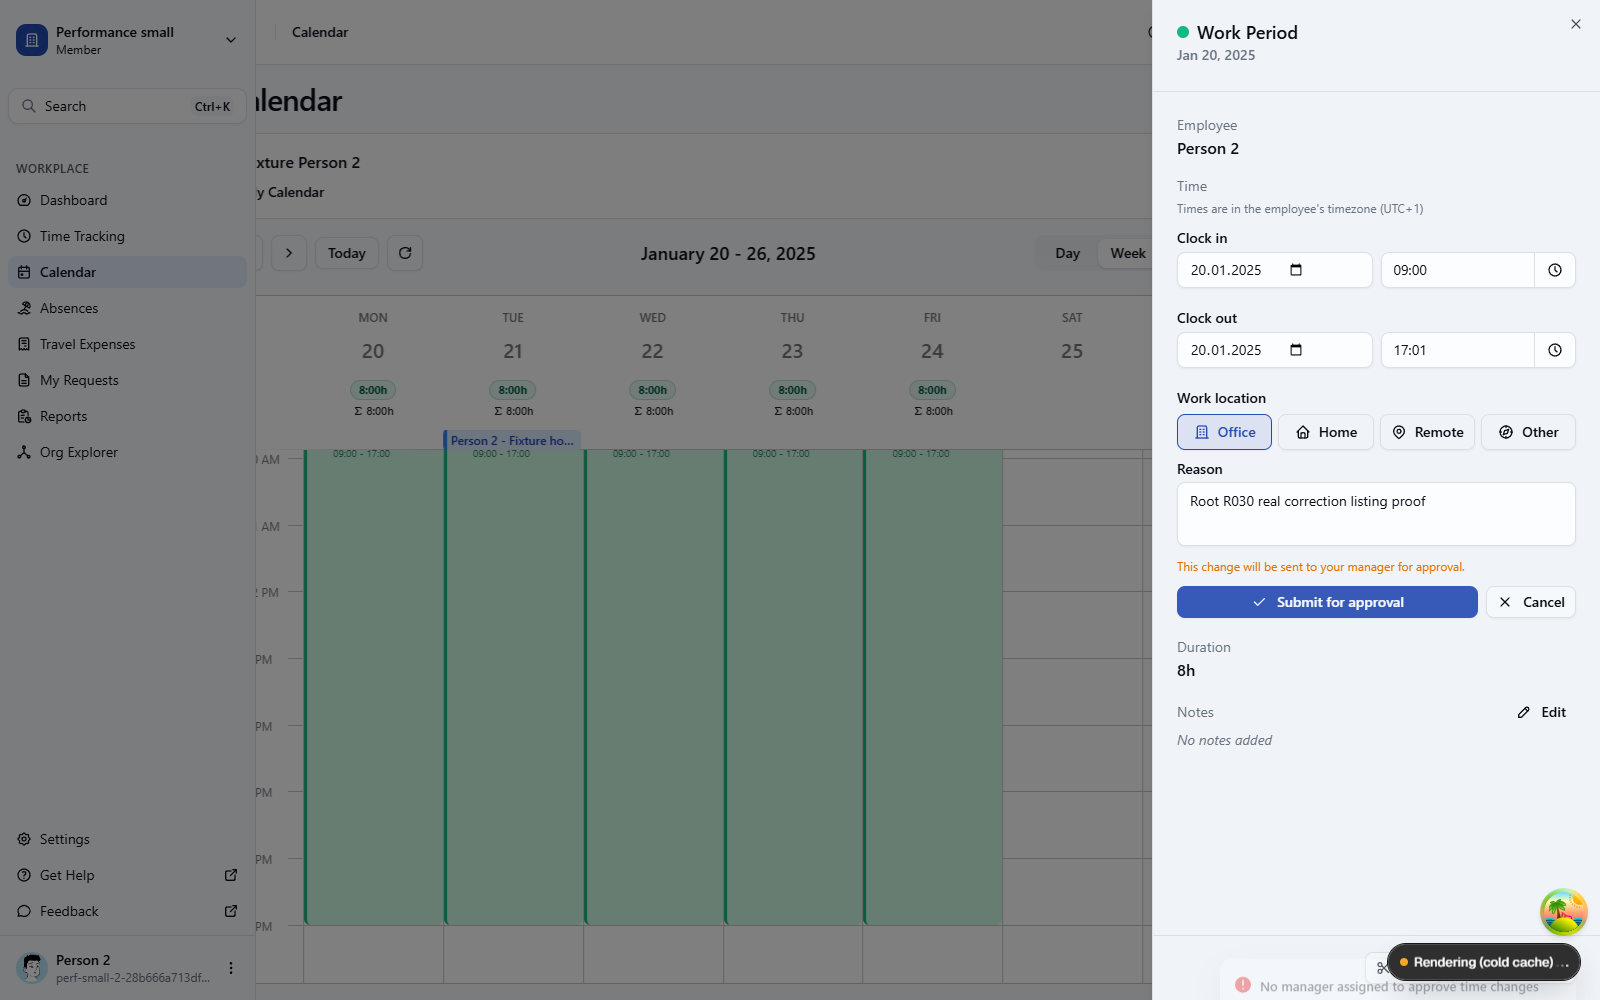 Performance small
Member
Search
Ctrl+K
WORKPLACE
Dashboard
Time Tracking
Calendar
Absences
Travel Expenses
My Requests
Reports
Org Explorer
Settings
Get Help
Feedback
Person 2
perf-small-2-28b666a713df...
Calendar
alendar
xture Person 2
y Calendar
Today
January 20 - 26, 2025
Day
Week
MON
TUE
WED
THU
FRI
SAT
20
21
22
23
24
25
8:00h
8:00h
8:00h
8:00h
8:00h
Σ 8:00h
Σ 8:00h
Σ 8:00h
Σ 8:00h
Σ 8:00h
Person 2 - Fixture ho...
09:00 - 17:00
09:00 - 17:00
09:00 - 17:00
09:00 - 17:00
09:00 - 17:00
AM
AM
PM
PM
PM
PM
PM
PM
Work Period
Jan 20, 2025
Employee
Person 2
Time
Times are in the employee's timezone (UTC+1)
Clock in
20.01.2025
09:00
Clock out
20.01.2025
17:01
Work location
Office
Home
Remote
Other
Reason
Root R030 real correction listing proof
This change will be sent to your manager for approval.
Submit for approval
Cancel
Duration
8h
Notes
Edit
No notes added
Rendering (cold cache) ...
No manager assigned to approve time changes